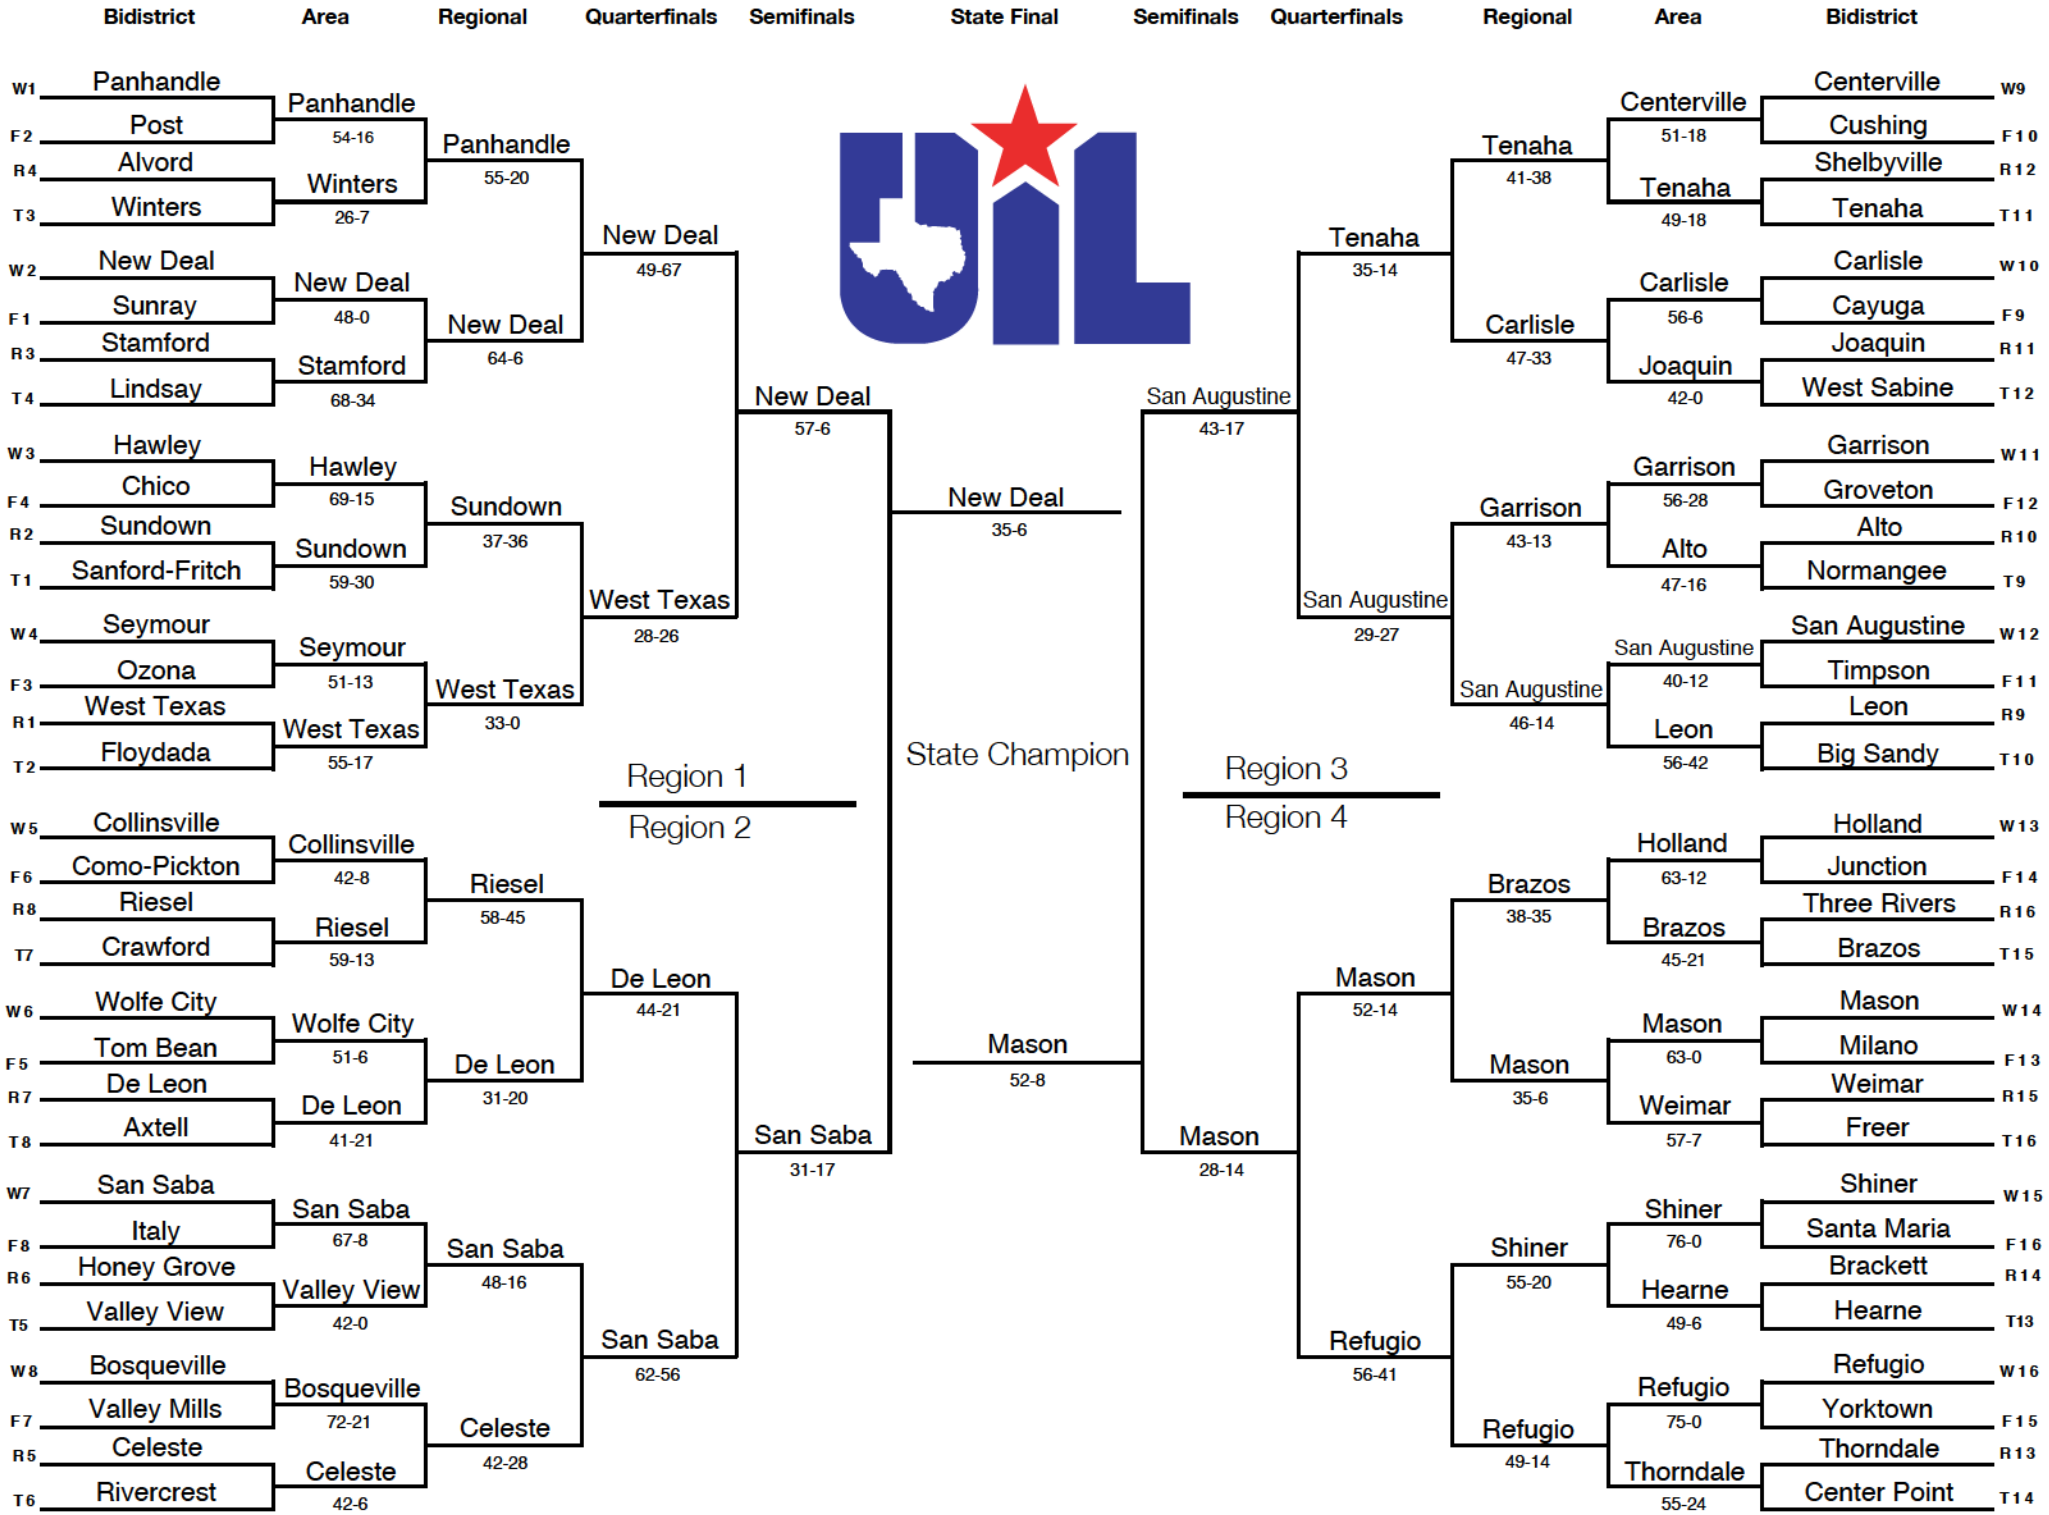 Bidistrict Area Regional Quarterfinals Semifinals State Final Semifinals Quarterfinals Regional Area Bidistrict
W1 Panhandle
F2 Post
Panhandle
54-16
R4 Alvord
T3 Winters
Winters
26-7
Panhandle
55-20
W2 New Deal
F1 Sunray
New Deal
48-0
R3 Stamford
T4 Lindsay
Stamford
68-34
New Deal
64-6
New Deal
49-67
W3 Hawley
F4 Chico
Hawley
69-15
R2 Sundown
T1 Sanford-Fritch
Sundown
59-30
Sundown
37-36
W4 Seymour
F3 Ozona
Seymour
51-13
R1 West Texas
T2 Floydada
West Texas
55-17
West Texas
33-0
West Texas
28-26
New Deal
57-6
Region 1
Region 2
W5 Collinsville
F6 Como-Pickton
Collinsville
42-8
R8 Riesel
T7 Crawford
Riesel
59-13
Riesel
58-45
W6 Wolfe City
F5 Tom Bean
Wolfe City
51-6
R7 De Leon
T8 Axtell
De Leon
41-21
De Leon
31-20
De Leon
44-21
W7 San Saba
F8 Italy
San Saba
67-8
R6 Honey Grove
T5 Valley View
Valley View
42-0
San Saba
48-16
W8 Bosqueville
F7 Valley Mills
Bosqueville
72-21
R5 Celeste
T6 Rivercrest
Celeste
42-6
Celeste
42-28
San Saba
62-56
San Saba
31-17
UIL
New Deal
35-6
State Champion
Mason
52-8
Centerville W9
Cushing F10
Centerville
51-18
Shelbyville R12
Tenaha T11
Tenaha
49-18
Tenaha
41-38
Carlisle W10
Cayuga F9
Carlisle
56-6
Joaquin R11
West Sabine T12
Joaquin
42-0
Carlisle
47-33
Tenaha
35-14
Garrison W11
Groveton F12
Garrison
56-28
Alto R10
Normangee T9
Alto
47-16
Garrison
43-13
San Augustine W12
Timpson F11
San Augustine
40-12
Leon R9
Big Sandy T10
Leon
56-42
San Augustine
46-14
San Augustine
29-27
San Augustine
43-17
Region 3
Region 4
Holland W13
Junction F14
Holland
63-12
Three Rivers R16
Brazos T15
Brazos
45-21
Brazos
38-35
Mason W14
Milano F13
Mason
63-0
Weimar R15
Freer T16
Weimar
57-7
Mason
35-6
Mason
52-14
Shiner W15
Santa Maria F16
Shiner
76-0
Brackett R14
Hearne T13
Hearne
49-6
Shiner
55-20
Refugio W16
Yorktown F15
Refugio
75-0
Thorndale R13
Center Point T14
Thorndale
55-24
Refugio
49-14
Refugio
56-41
Mason
28-14